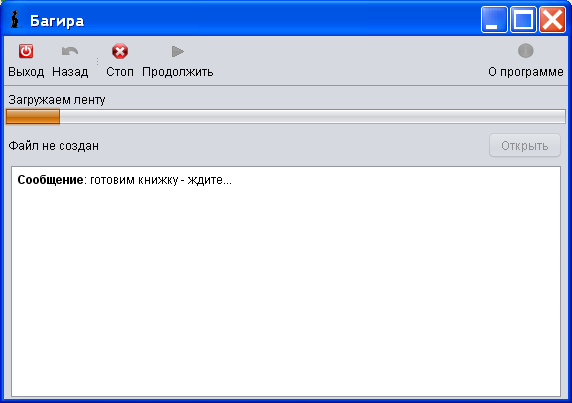 Багира
Выход Назад Стоп Продолжить О программе
Загружаем ленту
Файл не создан Открыть
Сообщение: готовим книжку - ждите...